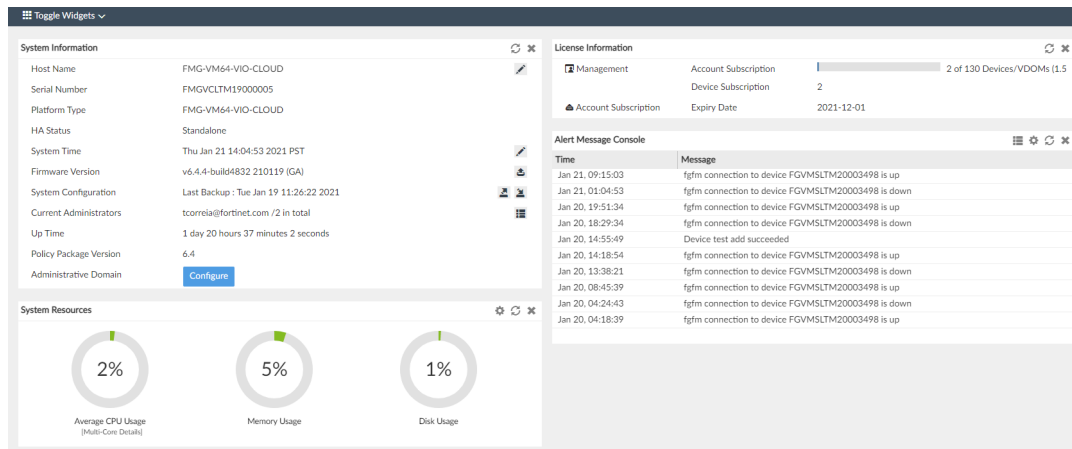 Toggle Widgets
System Information
Host Name FMG-VM64-VIO-CLOUD
Serial Number FMGVCLTM19000005
Platform Type FMG-VM64-VIO-CLOUD
HA Status Standalone
System Time Thu Jan 21 14:04:53 2021 PST
Firmware Version v6.4.4-build4832 210119 (GA)
System Configuration Last Backup : Tue Jan 19 11:26:22 2021
Current Administrators tcorreia@fortinet.com /2 in total
Up Time 1 day 20 hours 37 minutes 2 seconds
Policy Package Version 6.4
Administrative Domain Configure
System Resources
2% 5% 1%
Average CPU Usage Memory Usage Disk Usage
[Multi-Core Details]
License Information
Management Account Subscription 2 of 130 Devices/VDOMs (1.5
Device Subscription 2
Account Subscription Expiry Date 2021-12-01
Alert Message Console
Time Message
Jan 21, 09:15:03 fgfm connection to device FGVMSLTM20003498 is up
Jan 21, 01:04:53 fgfm connection to device FGVMSLTM20003498 is down
Jan 20, 19:51:34 fgfm connection to device FGVMSLTM20003498 is up
Jan 20, 18:29:34 fgfm connection to device FGVMSLTM20003498 is down
Jan 20, 14:55:49 Device test add succeeded
Jan 20, 14:18:54 fgfm connection to device FGVMSLTM20003498 is up
Jan 20, 13:38:21 fgfm connection to device FGVMSLTM20003498 is down
Jan 20, 08:45:39 fgfm connection to device FGVMSLTM20003498 is up
Jan 20, 04:24:43 fgfm connection to device FGVMSLTM20003498 is down
Jan 20, 04:18:39 fgfm connection to device FGVMSLTM20003498 is up